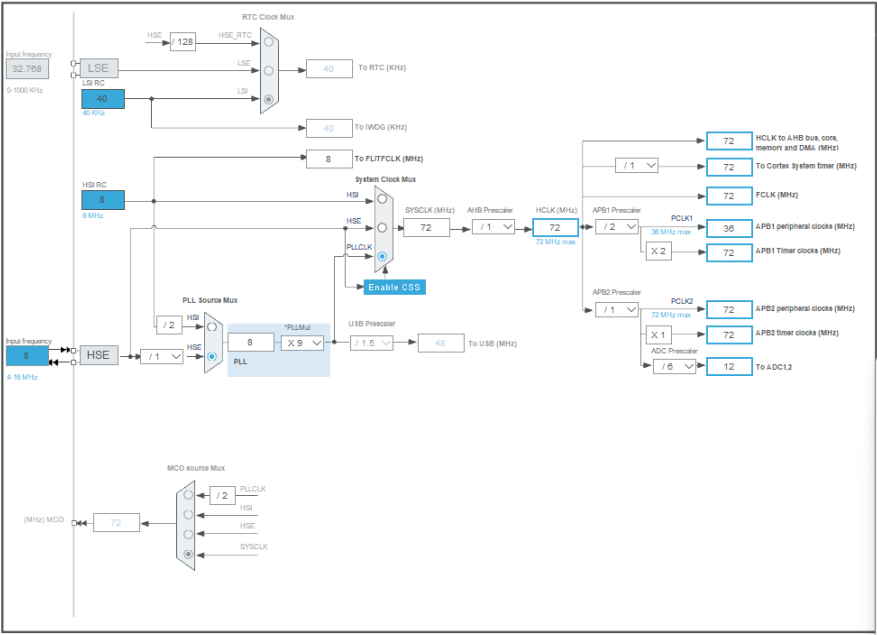 RTC Clock Mux
HSE
/ 128
HSE_RTC
Input frequency
32.768
0-1000 KHz
LSE
LSE
40
To RTC (KHz)
LSI RC
40
40 KHz
LSI
40
To IWDG (KHz)
8
To FLITFCLK (MHz)
HSI RC
8
8 MHz
System Clock Mux
HSI
HSE
PLLCLK
Enable CSS
SYSCLK (MHz)
72
AHB Prescaler
/ 1
HCLK (MHz)
72
72 MHz max
72
HCLK to AHB bus, core,
memory and DMA (MHz)
/ 1
72
To Cortex System timer (MHz)
72
FCLK (MHz)
APB1 Prescaler
/ 2
PCLK1
36 MHz max
36
APB1 peripheral clocks (MHz)
X 2
72
APB1 Timer clocks (MHz)
APB2 Prescaler
/ 1
PCLK2
72 MHz max
72
APB2 peripheral clocks (MHz)
X 1
72
APB2 timer clocks (MHz)
ADC Prescaler
/ 6
12
To ADC1,2
PLL Source Mux
/ 2
HSI
HSE
Input frequency
8
4-16 MHz
HSE
/ 1
8
PLL
*PLLMul
X 9
USB Prescaler
/ 1.5
48
To USB (MHz)
MCO source Mux
PLLCLK
/ 2
HSI
HSE
SYSCLK
(MHz) MCO
72